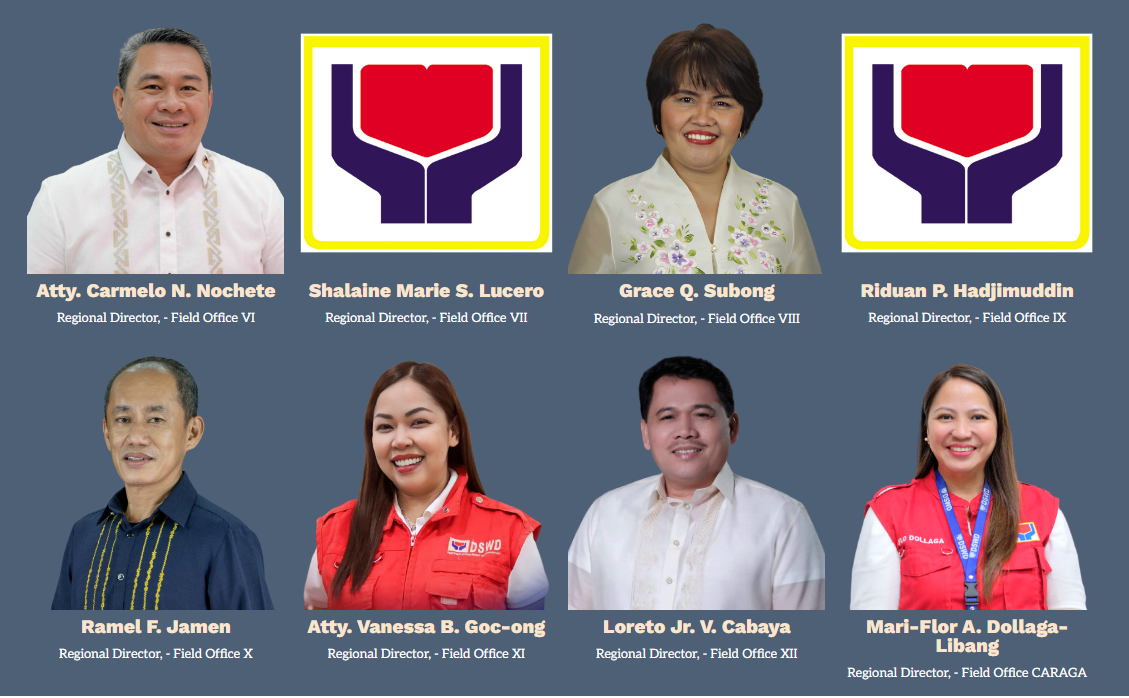 Atty. Carmelo N. Nochete
Regional Director, - Field Office VI
Shalaine Marie S. Lucero
Regional Director, - Field Office VII
Grace Q. Subong
Regional Director, - Field Office VIII
Riduan P. Hadjimuddin
Regional Director, - Field Office IX
DSWD
DOLLAGA
DSWD
DSWD
Ramel F. Jamen
Regional Director, - Field Office X
Atty. Vanessa B. Goc-ong
Regional Director, - Field Office XI
Loreto Jr. V. Cabaya
Regional Director, - Field Office XII
Mari-Flor A. Dollaga-
Libang
Regional Director, - Field Office CARAGA